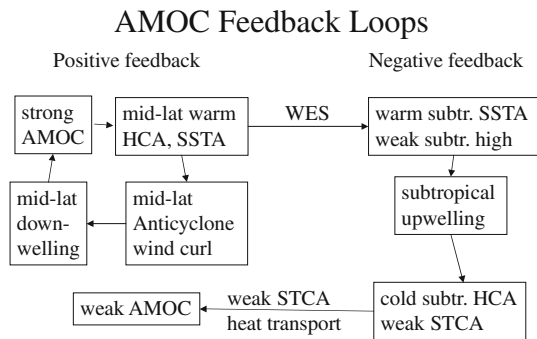 AMOC Feedback Loops
Positive feedback
Negative feedback
strong
AMOC
mid-lat warm
HCA, SSTA
WES
warm subtr. SSTA
weak subtr. high
mid-lat
down-
welling
mid-lat
Anticyclone
wind curl
subtropical
upwelling
weak AMOC
weak STCA
heat transport
cold subtr. HCA
weak STCA